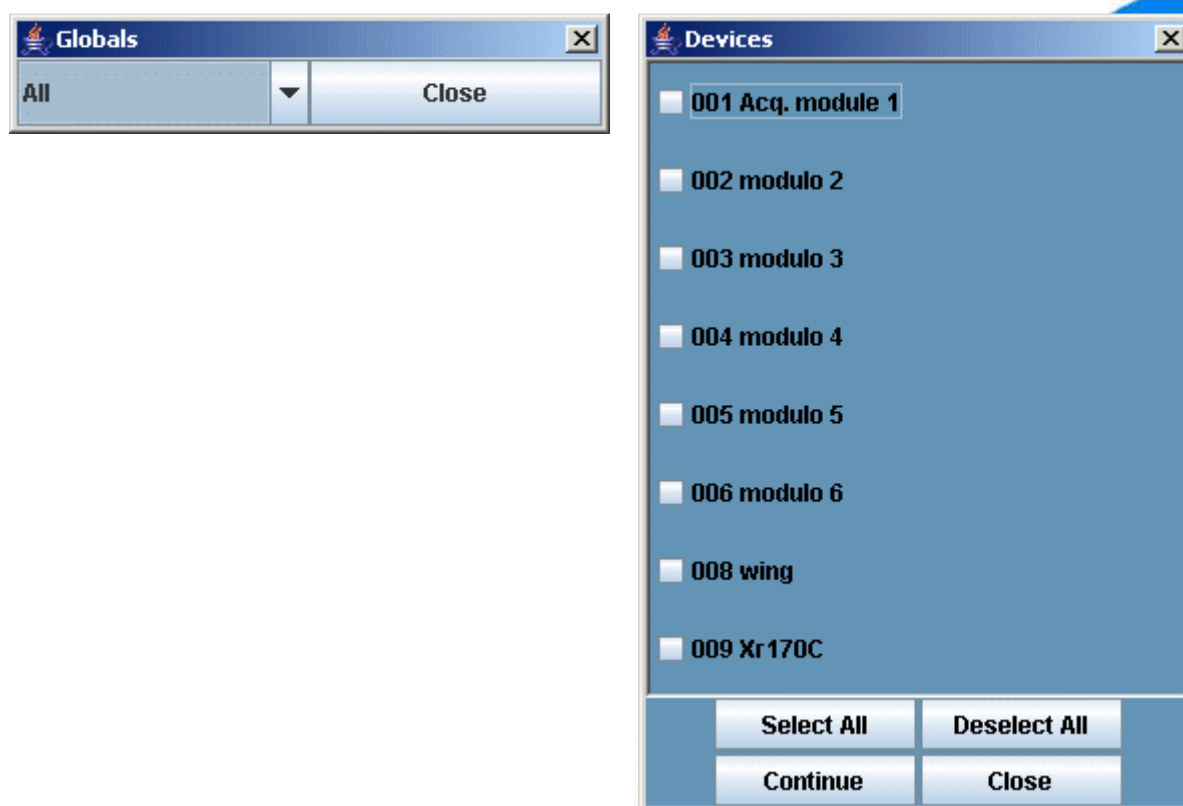 Globals
All
Close
Devices
001 Acq. module 1
002 modulo 2
003 modulo 3
004 modulo 4
005 modulo 5
006 modulo 6
008 wing
009 Xr170C
Select All
Deselect All
Continue
Close